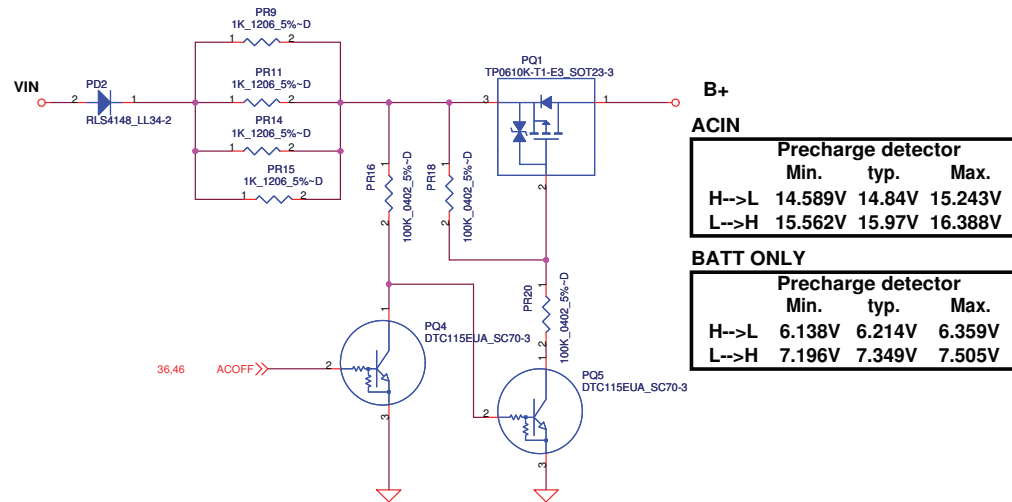 PR9
1K_1206_5%~D
1 2
VIN
2 PD2 1
RLS4148_LL34-2
PR11
1K_1206_5%~D
1 2
PR14
1K_1206_5%~D
1 2
PR15
1K_1206_5%~D
1 2
PQ1
TP0610K-T1-E3_SOT23-3
3 1
2
B+
1
PR16
100K_0402_5%~D
2
1
PR18
100K_0402_5%~D
2
1
PR20
100K_0402_5%~D
2
1
PQ4
DTC115EUA_SC70-3
36,46 ACOFF 2
3
1
PQ5
DTC115EUA_SC70-3
2
3
ACIN
Precharge detector
Min. typ. Max.
H-->L 14.589V 14.84V 15.243V
L-->H 15.562V 15.97V 16.388V
BATT ONLY
Precharge detector
Min. typ. Max.
H-->L 6.138V 6.214V 6.359V
L-->H 7.196V 7.349V 7.505V